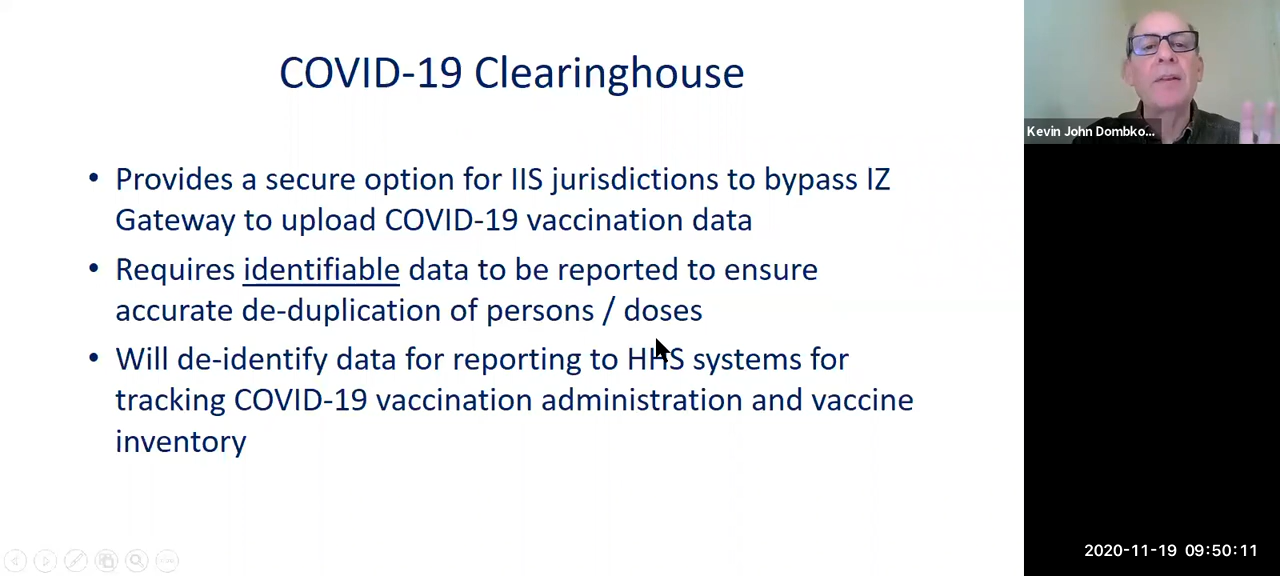 COVID-19 Clearinghouse
• Provides a secure option for IIS jurisdictions to bypass IZ
Gateway to upload COVID-19 vaccination data
• Requires identifiable data to be reported to ensure
accurate de-duplication of persons / doses
• Will de-identify data for reporting to HHS systems for
tracking COVID-19 vaccination administration and vaccine
inventory
Kevin John Dombko...
2020-11-19 09:50:11